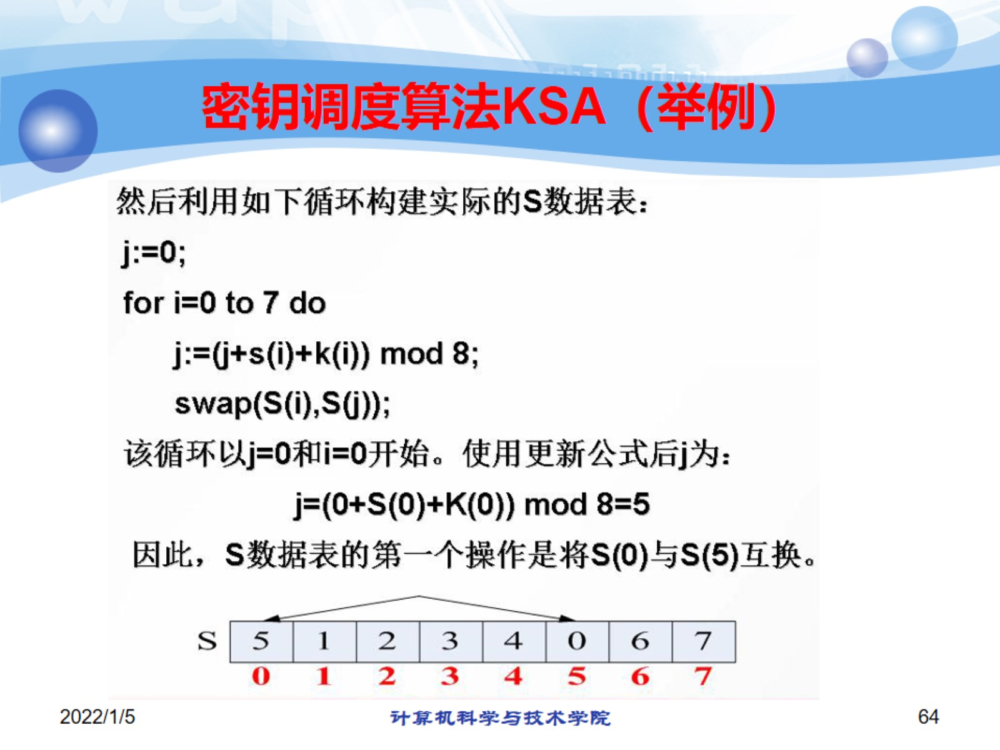 密钥调度算法KSA（举例）
然后利用如下循环构建实际的S数据表：
j:=0;
for i=0 to 7 do
j:=(j+s(i)+k(i)) mod 8;
swap(S(i),S(j));
该循环以j=0和i=0开始。使用更新公式后j为：
j=(0+S(0)+K(0)) mod 8=5
因此，S数据表的第一个操作是将S(0)与S(5)互换。
S 5 1 2 3 4 0 6 7
0 1 2 3 4 5 6 7
2022/1/5 计算机科学与技术学院 64